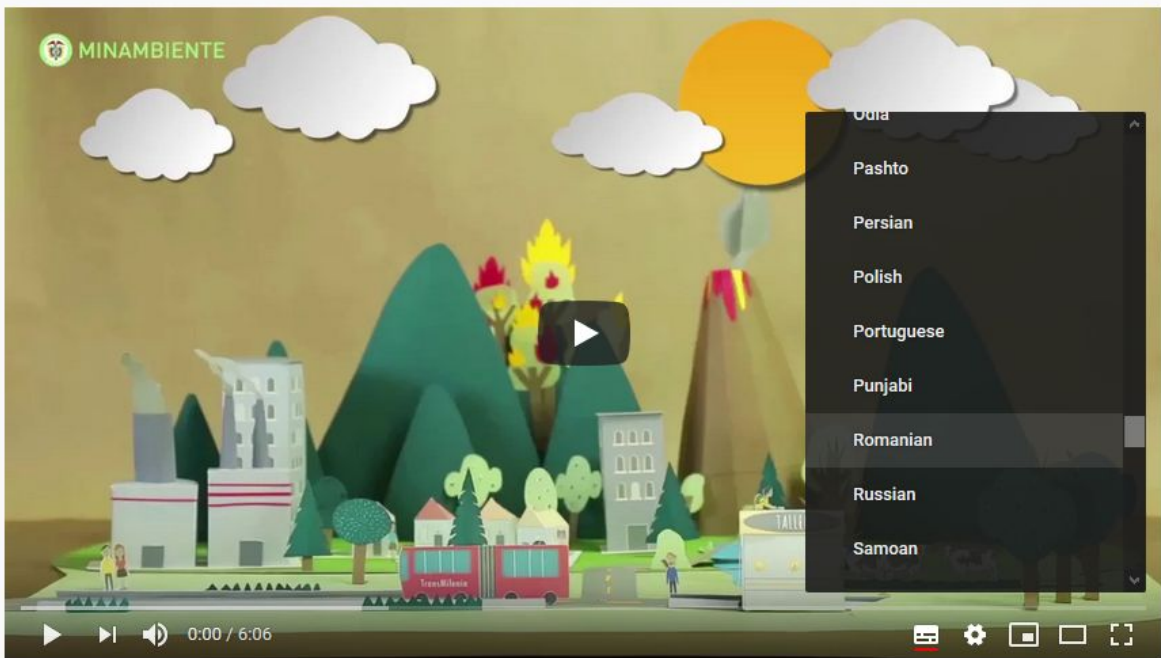 MINAMBIENTE
Odia
Pashto
Persian
Polish
Portuguese
Punjabi
Romanian
Russian
Samoan
TransMilenio
0:00 / 6:06